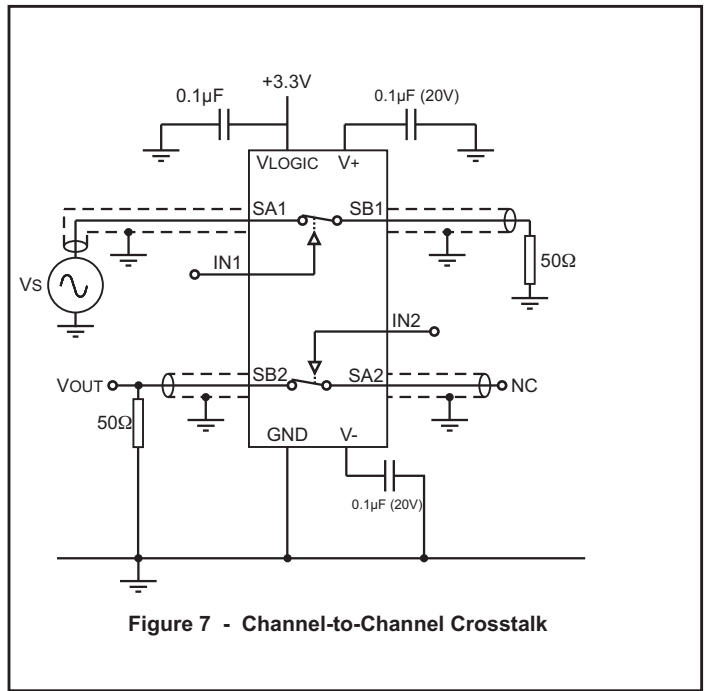 +3.3V
0.1µF
0.1µF (20V)
VLOGIC
V+
SA1
SB1
50Ω
IN1
VS
IN2
VOUT
SB2
SA2
NC
50Ω
GND
V-
0.1µF (20V)
Figure 7 - Channel-to-Channel Crosstalk